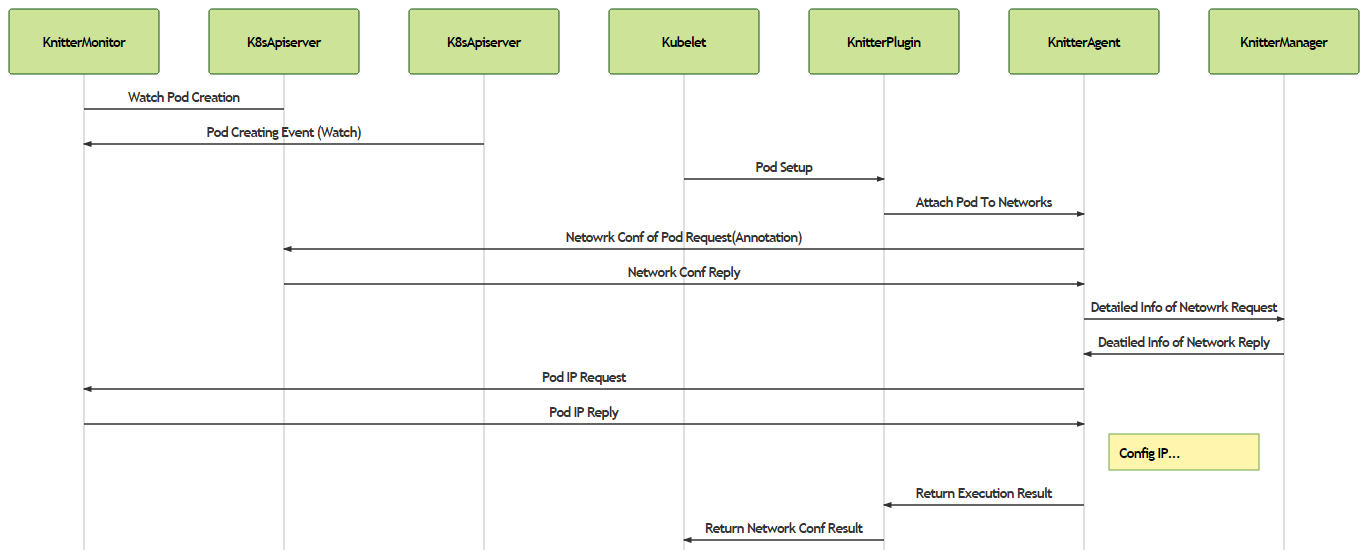 KnitterMonitor
K8sApiserver
K8sApiserver
Kubelet
KnitterPlugin
KnitterAgent
KnitterManager
Watch Pod Creation
Pod Creating Event (Watch)
Pod Setup
Attach Pod To Networks
Netowrk Conf of Pod Request(Annotation)
Network Conf Reply
Detailed Info of Netowrk Request
Deatiled Info of Network Reply
Pod IP Request
Pod IP Reply
Config IP...
Return Execution Result
Return Network Conf Result